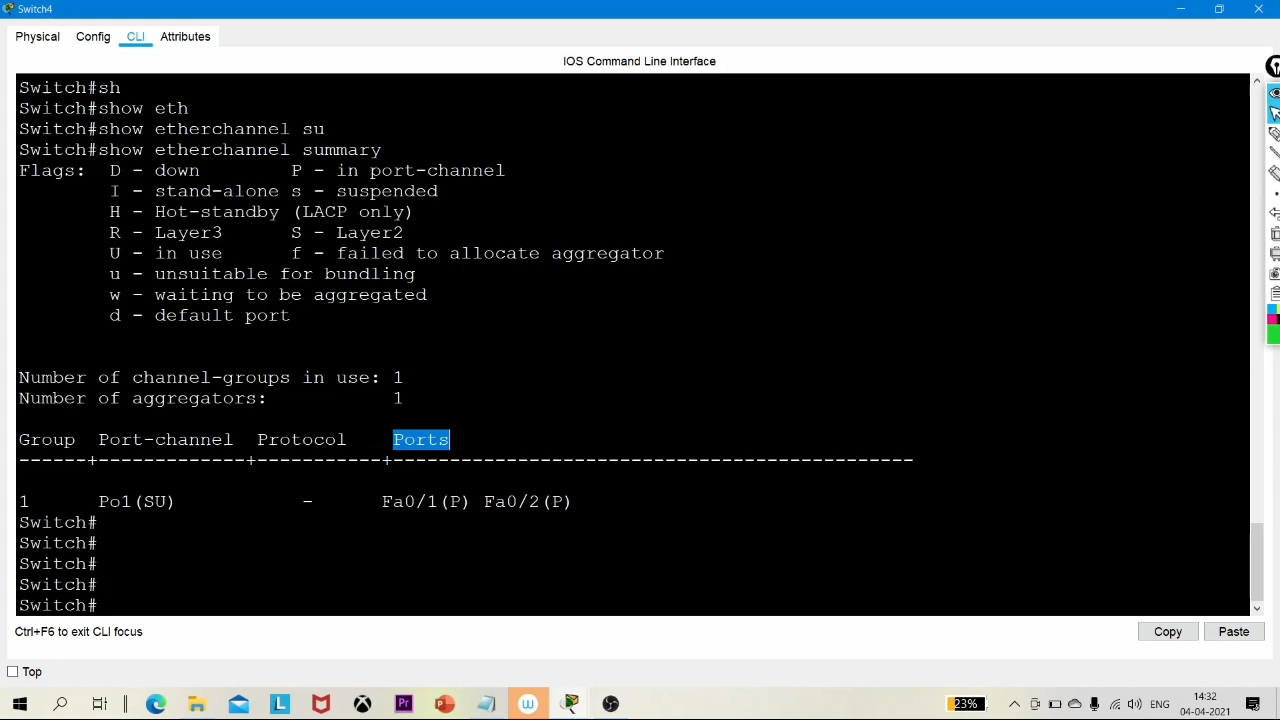 Switch4
Physical Config CLI Attributes
IOS Command Line Interface
Switch#sh
Switch#show eth
Switch#show etherchannel su
Switch#show etherchannel summary
Flags:  D - down        P - in port-channel
        I - stand-alone s - suspended
        H - Hot-standby (LACP only)
        R - Layer3      S - Layer2
        U - in use      f - failed to allocate aggregator
        u - unsuitable for bundling
        w - waiting to be aggregated
        d - default port
Number of channel-groups in use: 1
Number of aggregators:           1
Group  Port-channel  Protocol    Ports
------+-------------+-----------+----------------------------------------------
1      Po1(SU)           -      Fa0/1(P) Fa0/2(P)
Switch#
Switch#
Switch#
Switch#
Switch#
Ctrl+F6 to exit CLI focus
Copy Paste
Top
L Pr P W 23% ENG 14:32
04-04-2021